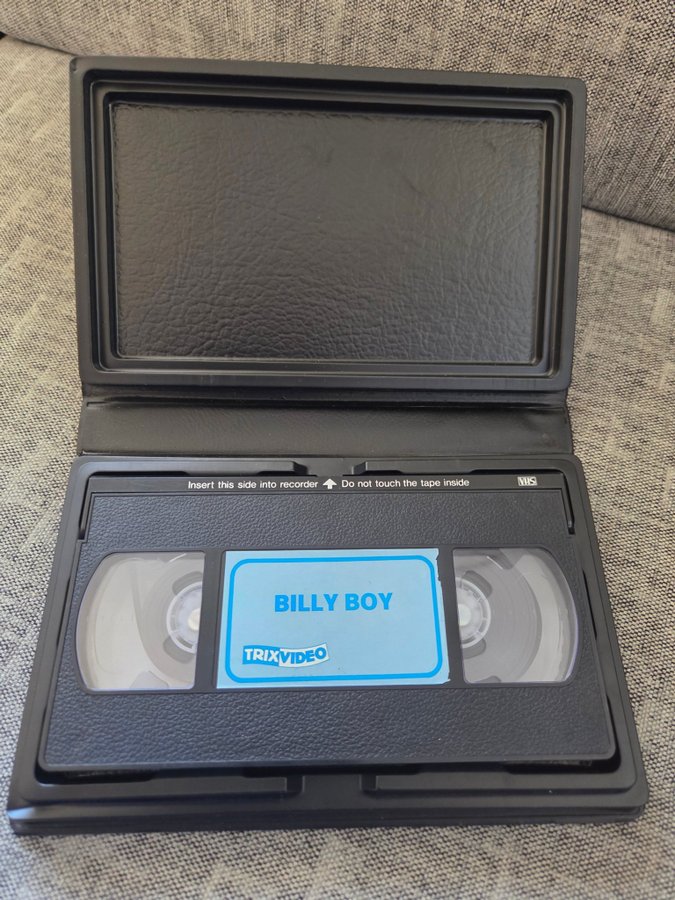 Insert this side into recorder ⬆ Do not touch the tape inside VHS
BILLY BOY
TRIXVIDEO